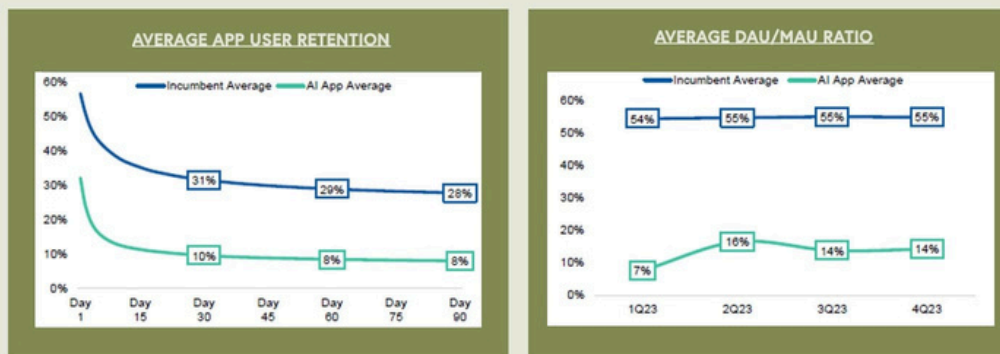 AVERAGE APP USER RETENTION
Incumbent Average AI App Average
60%
50%
40%
30%
20%
10%
0%
31%
29%
28%
10%
8%
8%
Day 1
Day 15
Day 30
Day 45
Day 60
Day 75
Day 90
AVERAGE DAU/MAU RATIO
Incumbent Average AI App Average
60%
50%
40%
30%
20%
10%
0%
54%
55%
55%
55%
7%
16%
14%
14%
1Q23
2Q23
3Q23
4Q23